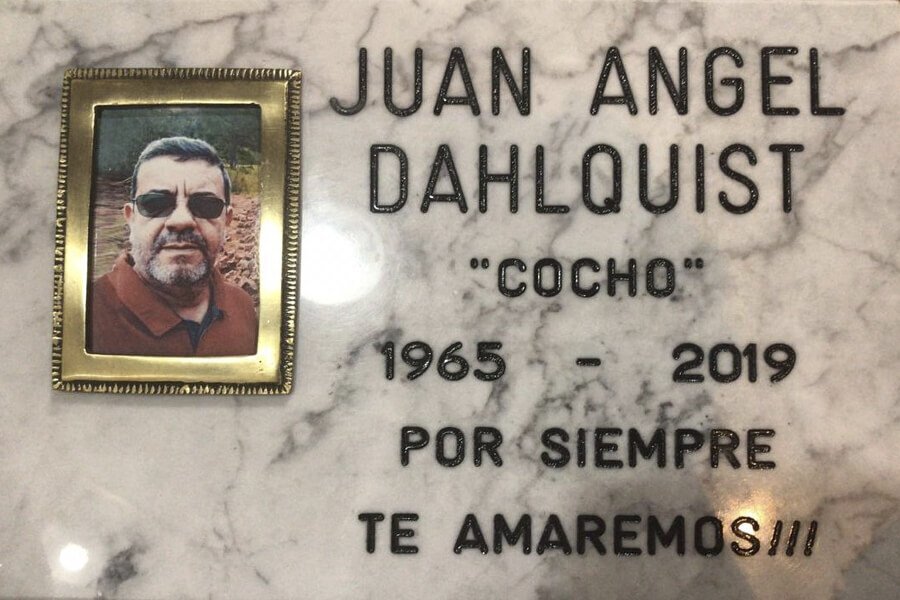 JUAN ANGEL
DAHLQUIST
"COCHO"
1965 - 2019
POR SIEMPRE
TE AMAREMOS!!!